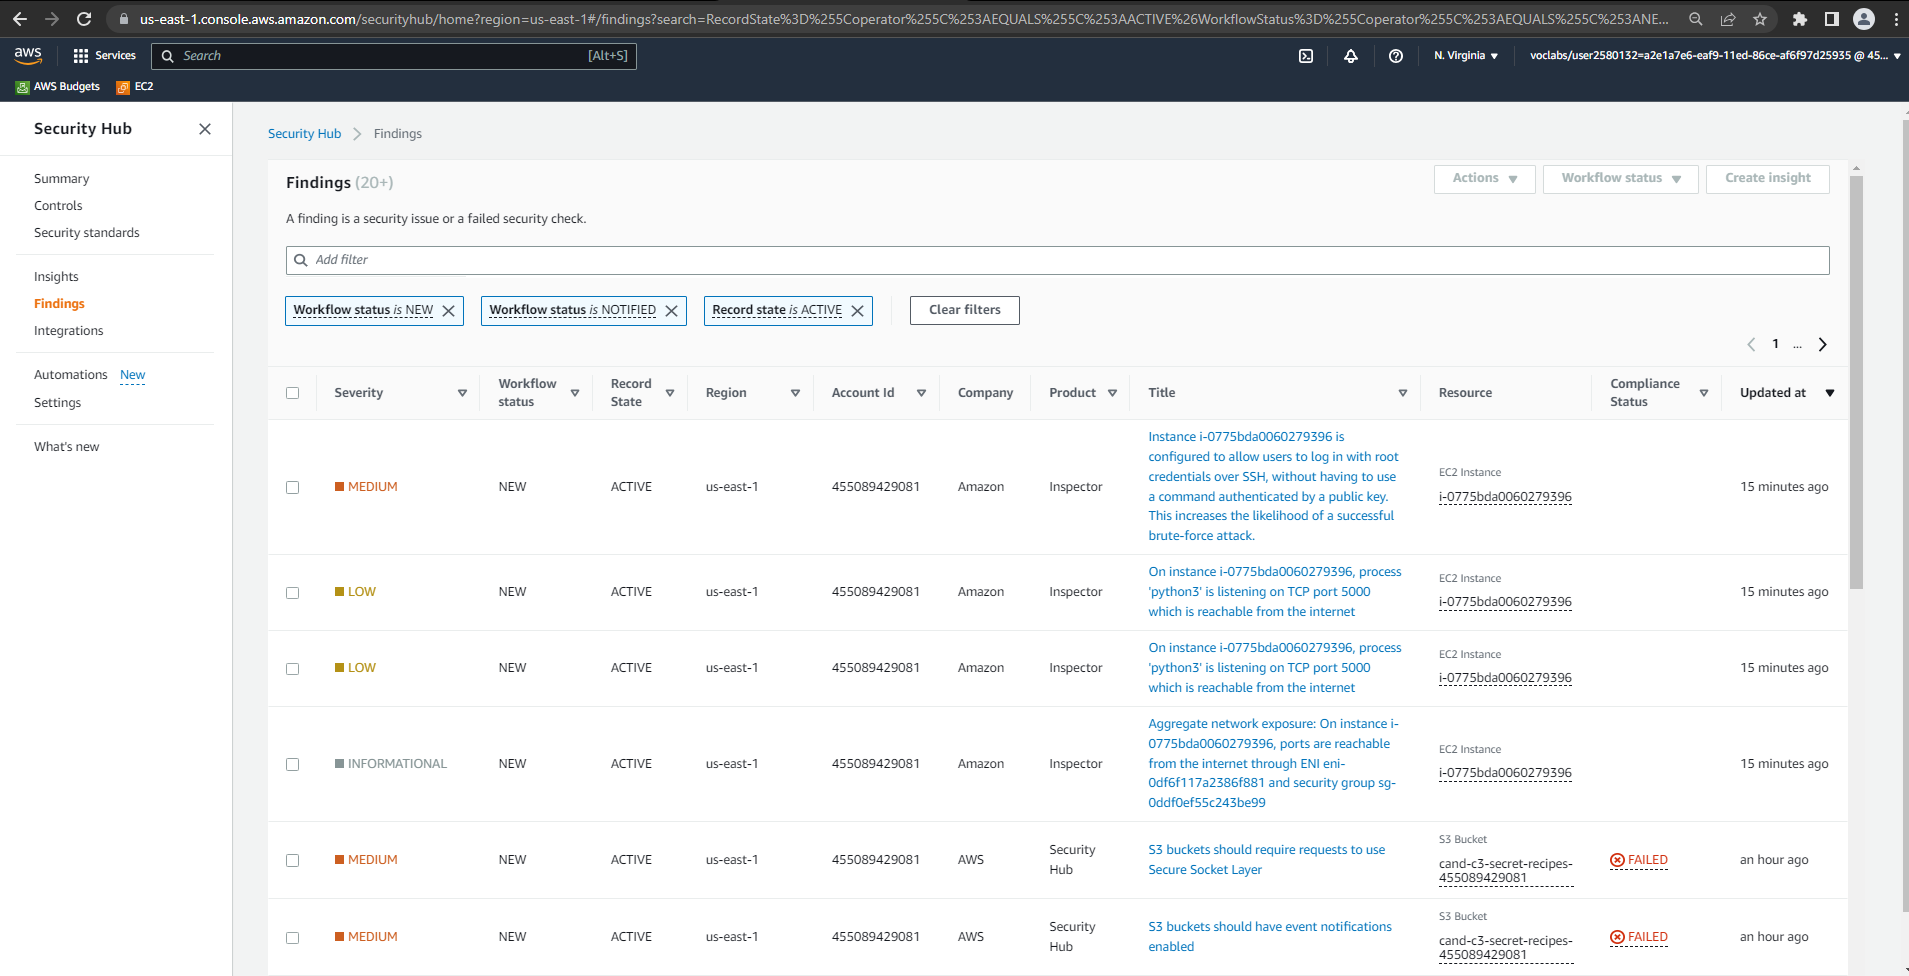 us-east-1.console.aws.amazon.com/securityhub/home?region=us-east-1#/findings?search=RecordState%3D%255Coperator%255C%253AEQUALS%255C%253AACTIVE%26WorkflowStatus%3D%255Coperator%255C%253AEQUALS%255C%253ANE...
aws Services Search [Alt+S] N. Virginia voclabs/user2580132=a2e1a7e6-eaf9-11ed-86ce-af6f97d25935 @ 45...
AWS Budgets EC2
Security Hub
Summary
Controls
Security standards
Insights
Findings
Integrations
Automations New
Settings
What's new
Security Hub Findings
Findings (20+)
Actions Workflow status Create insight
A finding is a security issue or a failed security check.
Add filter
Workflow status is NEW Workflow status is NOTIFIED Record state is ACTIVE Clear filters
1 ...
Severity Workflow status Record State Region Account Id Company Product Title Resource Compliance Status Updated at
MEDIUM NEW ACTIVE us-east-1 455089429081 Amazon Inspector
Instance i-0775bda0060279396 is
configured to allow users to log in with root
credentials over SSH, without having to use
a command authenticated by a public key.
This increases the likelihood of a successful
brute-force attack.
EC2 Instance
i-0775bda0060279396
15 minutes ago
LOW NEW ACTIVE us-east-1 455089429081 Amazon Inspector
On instance i-0775bda0060279396, process
'python3' is listening on TCP port 5000
which is reachable from the internet
EC2 Instance
i-0775bda0060279396
15 minutes ago
LOW NEW ACTIVE us-east-1 455089429081 Amazon Inspector
On instance i-0775bda0060279396, process
'python3' is listening on TCP port 5000
which is reachable from the internet
EC2 Instance
i-0775bda0060279396
15 minutes ago
INFORMATIONAL NEW ACTIVE us-east-1 455089429081 Amazon Inspector
Aggregate network exposure: On instance i-
0775bda0060279396, ports are reachable
from the internet through ENI eni-
0df6f117a2386f881 and security group sg-
0ddf0ef55c243be99
EC2 Instance
i-0775bda0060279396
15 minutes ago
MEDIUM NEW ACTIVE us-east-1 455089429081 AWS
Security
Hub
S3 buckets should require requests to use
Secure Socket Layer
S3 Bucket
cand-c3-secret-recipes-
455089429081
FAILED
an hour ago
MEDIUM NEW ACTIVE us-east-1 455089429081 AWS
Security
Hub
S3 buckets should have event notifications
enabled
S3 Bucket
cand-c3-secret-recipes-
455089429081
FAILED
an hour ago